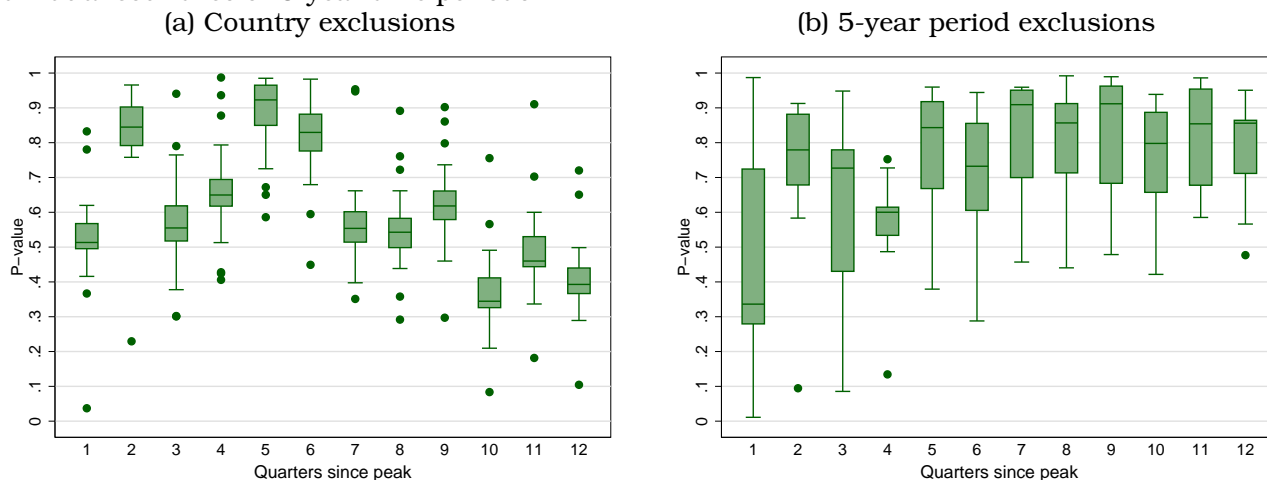 (a) Country exclusions
P-value
1
.9
.8
.7
.6
.5
.4
.3
.2
.1
0
1 2 3 4 5 6 7 8 9 10 11 12
Quarters since peak
(b) 5-year period exclusions
P-value
1
.9
.8
.7
.6
.5
.4
.3
.2
.1
0
1 2 3 4 5 6 7 8 9 10 11 12
Quarters since peak